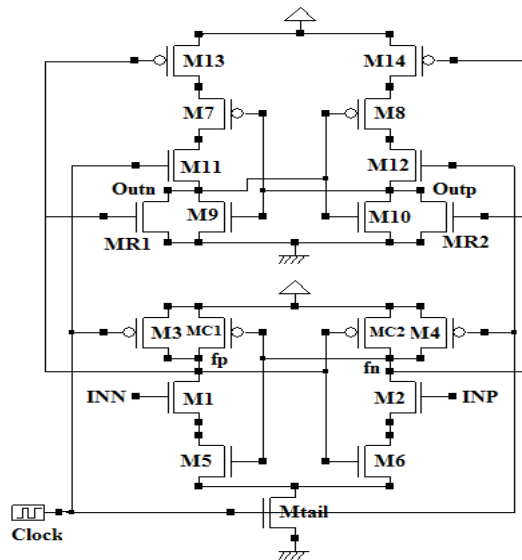 M13 M14
M7 M8
M11 M12
Outn Outp
M9 M10
MR1 MR2
M3 MC1 MC2 M4
fp fn
INN M1 M2 INP
M5 M6
Mtail
Clock